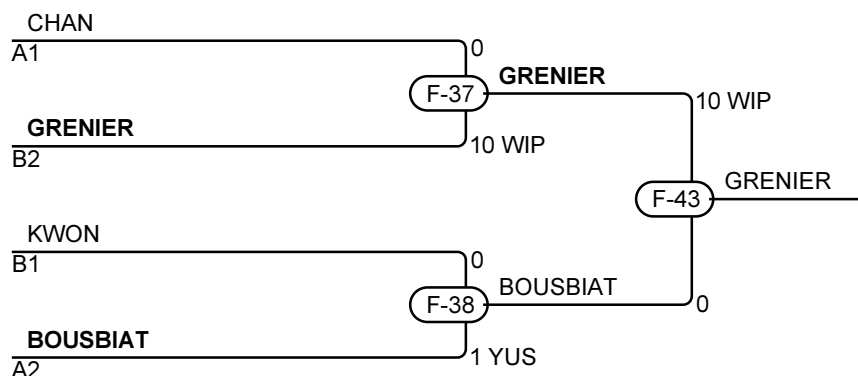 CHAN
A1
0
F-37
GRENIER
10 WIP
GRENIER
B2
10 WIP
F-43
GRENIER
KWON
B1
0
F-38
BOUSBIAT
0
BOUSBIAT
A2
1 YUS